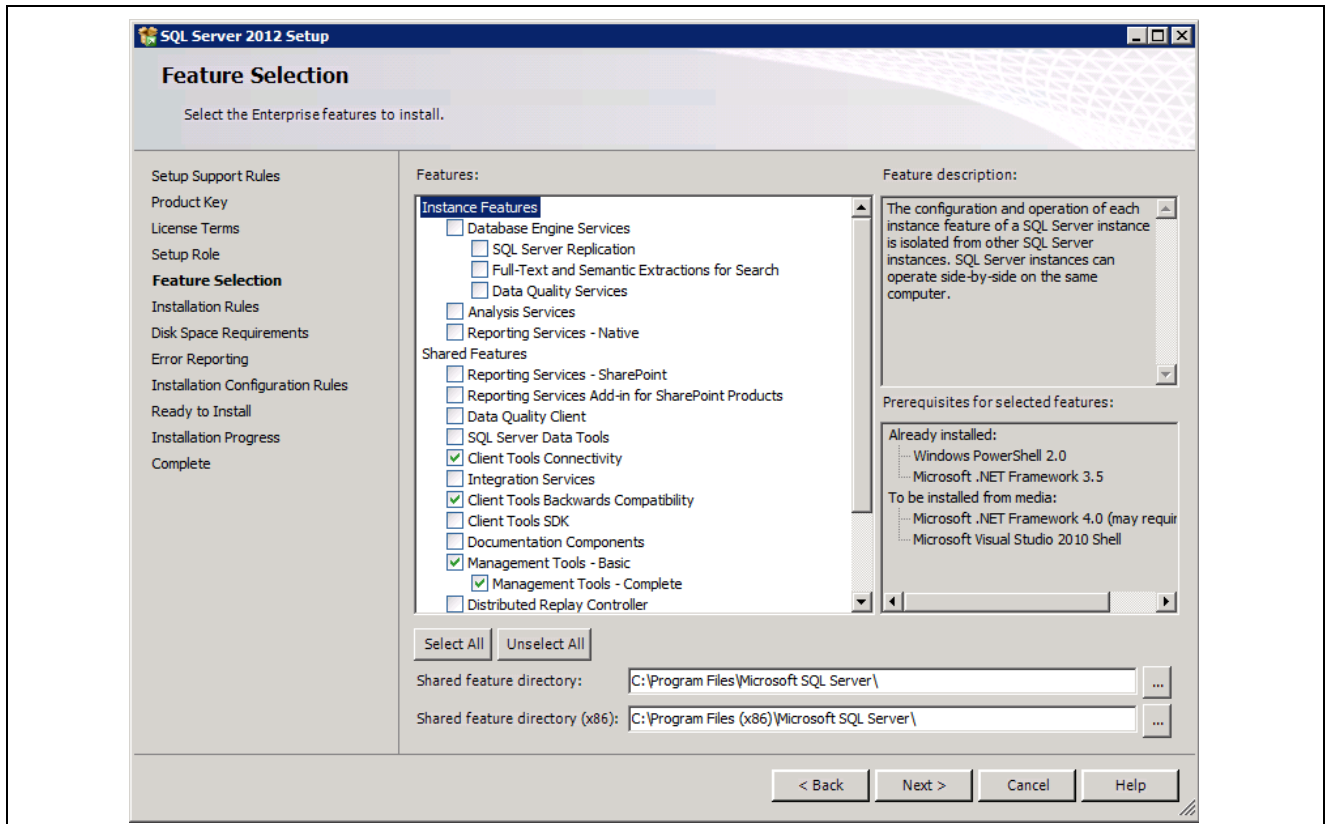 SQL Server 2012 Setup
Feature Selection
Select the Enterprise features to install.
Setup Support Rules
Product Key
License Terms
Setup Role
Feature Selection
Installation Rules
Disk Space Requirements
Error Reporting
Installation Configuration Rules
Ready to Install
Installation Progress
Complete
Features:
Instance Features
Database Engine Services
SQL Server Replication
Full-Text and Semantic Extractions for Search
Data Quality Services
Analysis Services
Reporting Services - Native
Shared Features
Reporting Services - SharePoint
Reporting Services Add-in for SharePoint Products
Data Quality Client
SQL Server Data Tools
Client Tools Connectivity
Integration Services
Client Tools Backwards Compatibility
Client Tools SDK
Documentation Components
Management Tools - Basic
Management Tools - Complete
Distributed Replay Controller
Feature description:
The configuration and operation of each
instance feature of a SQL Server instance
is isolated from other SQL Server
instances. SQL Server instances can
operate side-by-side on the same
computer.
Prerequisites for selected features:
Already installed:
Windows PowerShell 2.0
Microsoft .NET Framework 3.5
To be installed from media:
Microsoft .NET Framework 4.0 (may requir
Microsoft Visual Studio 2010 Shell
Select All
Unselect All
Shared feature directory:
C:\Program Files\Microsoft SQL Server\
...
Shared feature directory (x86):
C:\Program Files (x86)\Microsoft SQL Server\
...
< Back
Next >
Cancel
Help